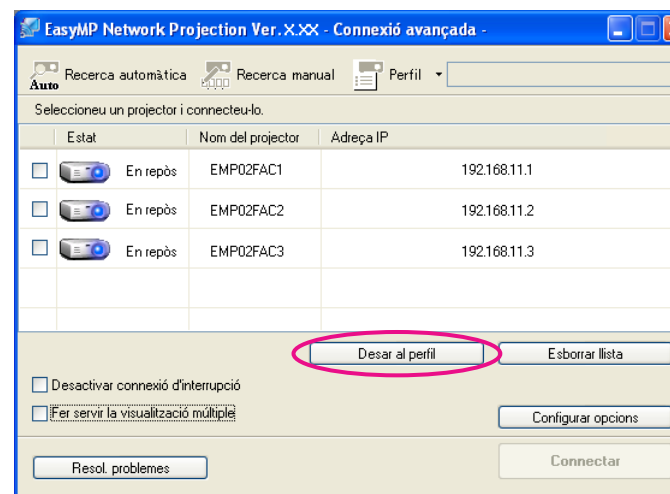 EasyMP Network Projection Ver.X.XX - Connexió avançada -
Auto Recerca automàtica Recerca manual Perfil
Seleccioneu un projector i connecteu-lo.
Estat Nom del projector Adreça IP
En repòs EMP02FAC1 192.168.11.1
En repòs EMP02FAC2 192.168.11.2
En repòs EMP02FAC3 192.168.11.3
Desar al perfil Esborrar llista
Desactivar connexió d'interrupció
Fer servir la visualització múltiple
Configurar opcions
Resol. problemes Connectar